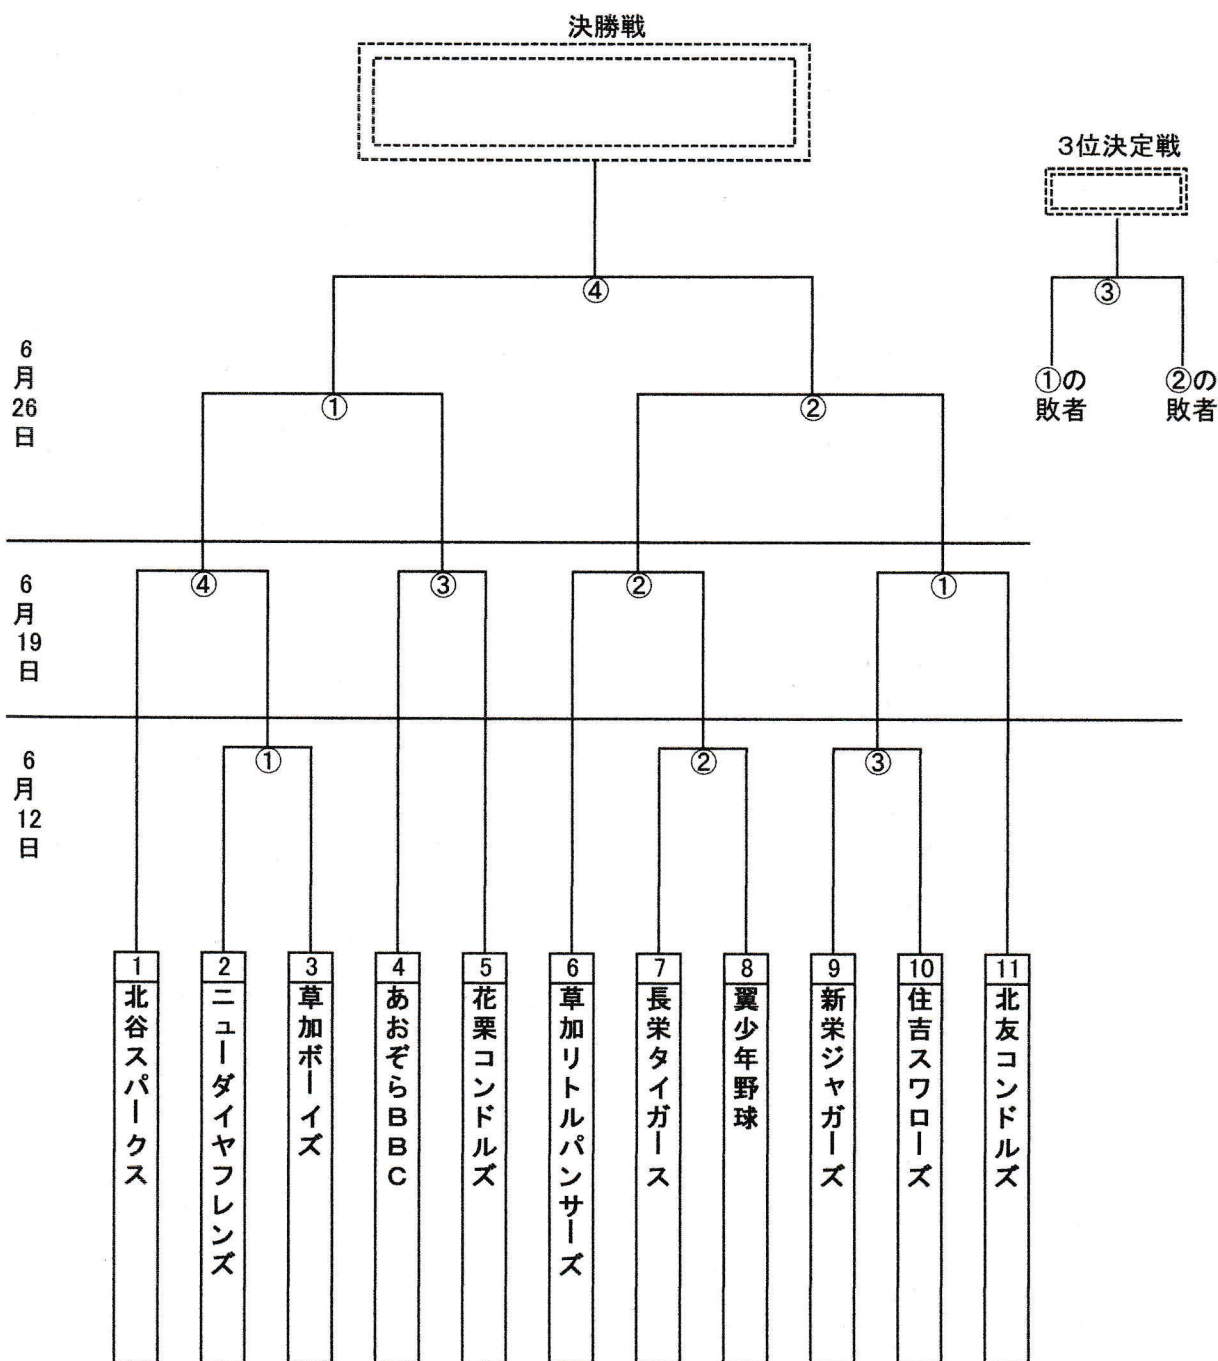 決勝戦
3位決定戦
④
③
①の
敗者
②の
敗者
6
月
26
日
①
②
6
月
19
日
④
③
②
①
6
月
12
日
①
②
③
1
北谷スパークス
2
ニューダイヤフレンズ
3
草加ボーイズ
4
あおぞらBBC
5
花栗コンドルズ
6
草加リトルパンサーズ
7
長栄タイガース
8
翼少年野球
9
新栄ジャガーズ
10
住吉スワローズ
11
北友コンドルズ